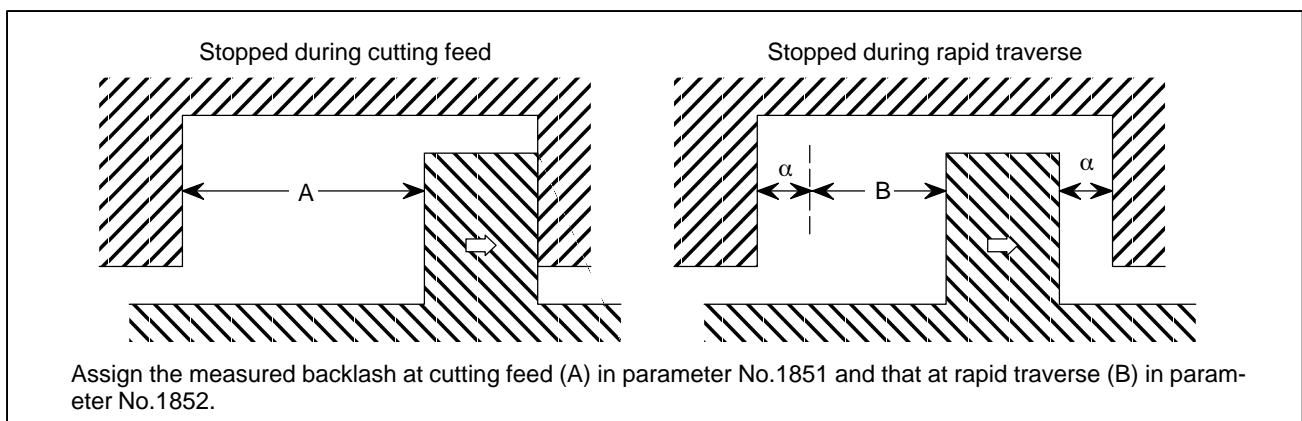 Stopped during cutting feed
Stopped during rapid traverse
A
α
B
α
Assign the measured backlash at cutting feed (A) in parameter No.1851 and that at rapid traverse (B) in param-
eter No.1852.